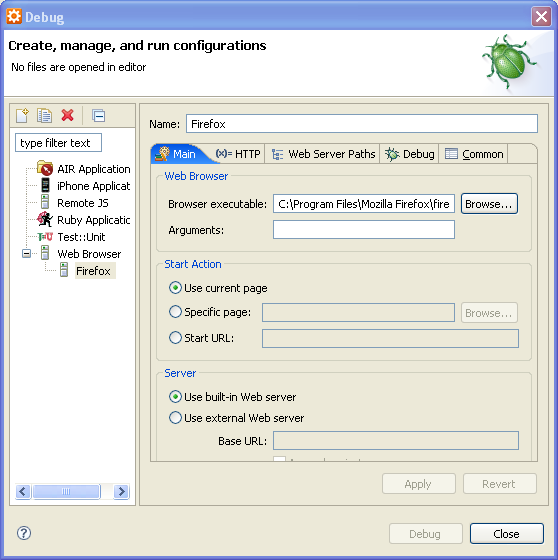 Debug
Create, manage, and run configurations
No files are opened in editor
type filter text
AIR Application
iPhone Applicat
Remote JS
Ruby Applicatic
Test::Unit
Web Browser
Firefox
Name: Firefox
Main (x)= HTTP Web Server Paths Debug Common
Web Browser
Browser executable: C:\Program Files\Mozilla Firefox\fire Browse...
Arguments:
Start Action
Use current page
Specific page: Browse...
Start URL:
Server
Use built-in Web server
Use external Web server
Base URL:
Apply Revert
? Debug Close